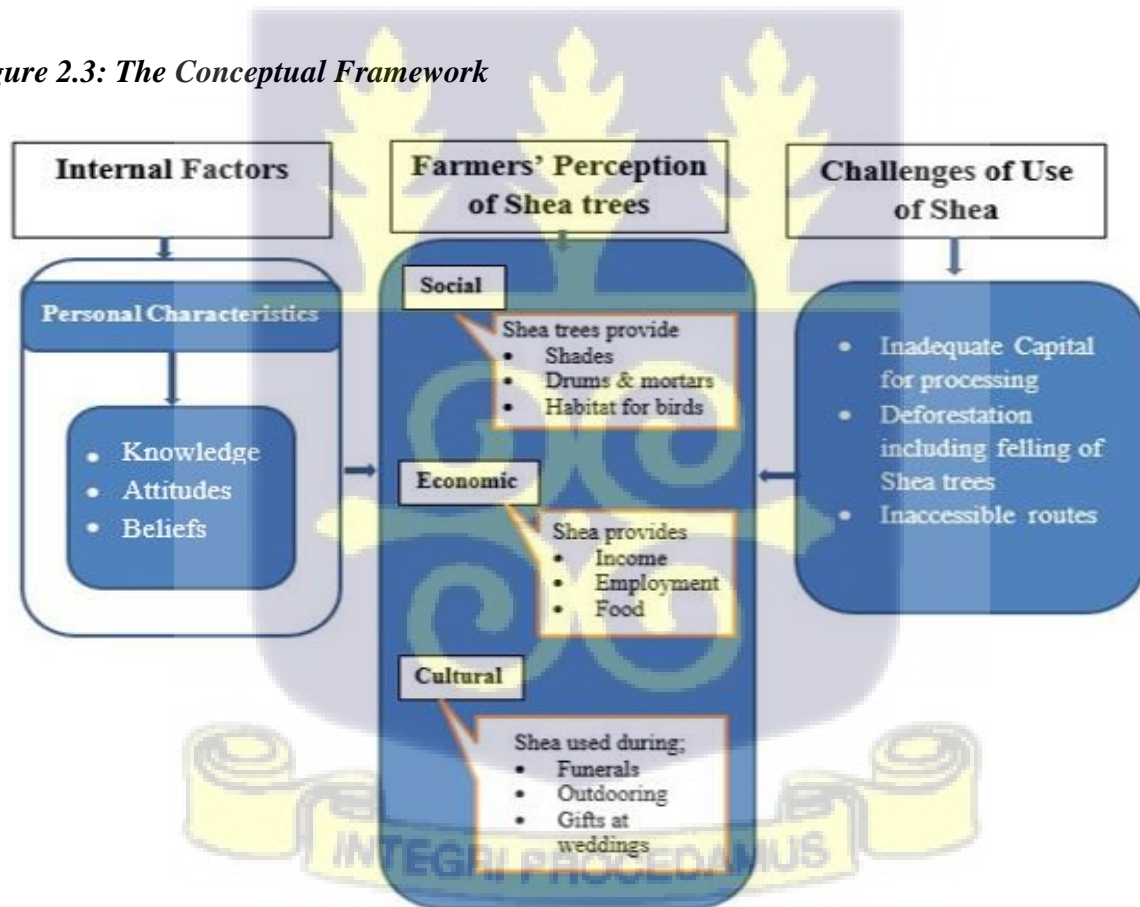 gure 2.3: The Conceptual Framework
Internal Factors
Personal Characteristics
• Knowledge
• Attitudes
• Beliefs
Farmers' Perception
of Shea trees
Social
Shea trees provide
• Shades
• Drums & mortars
• Habitat for birds
Economic
Shea provides
• Income
• Employment
• Food
Cultural
Shea used during;
• Funerals
• Outdooring
• Gifts at
weddings
Challenges of Use
of Shea
• Inadequate Capital
for processing
• Deforestation
including felling of
Shea trees
• Inaccessible routes
INTEGRI PROCEDAMUS